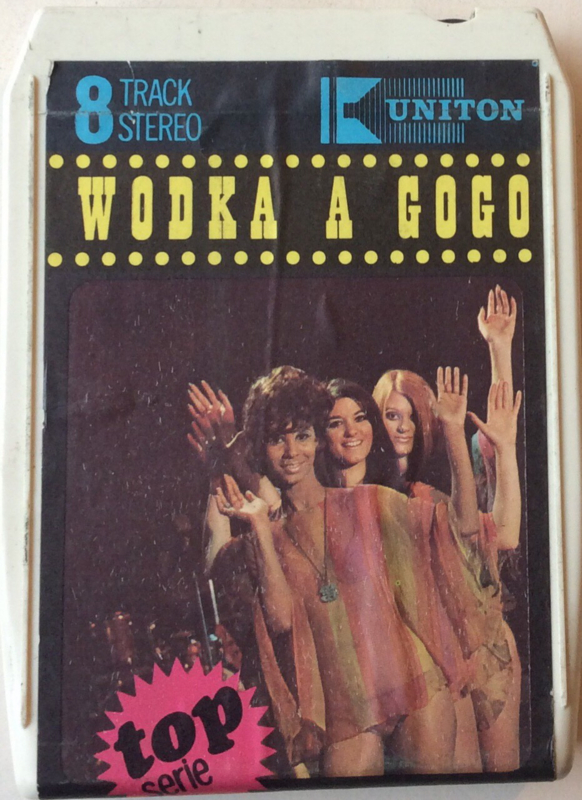 8 TRACK STEREO
UNITON
WODKA A GOGO
top
serie